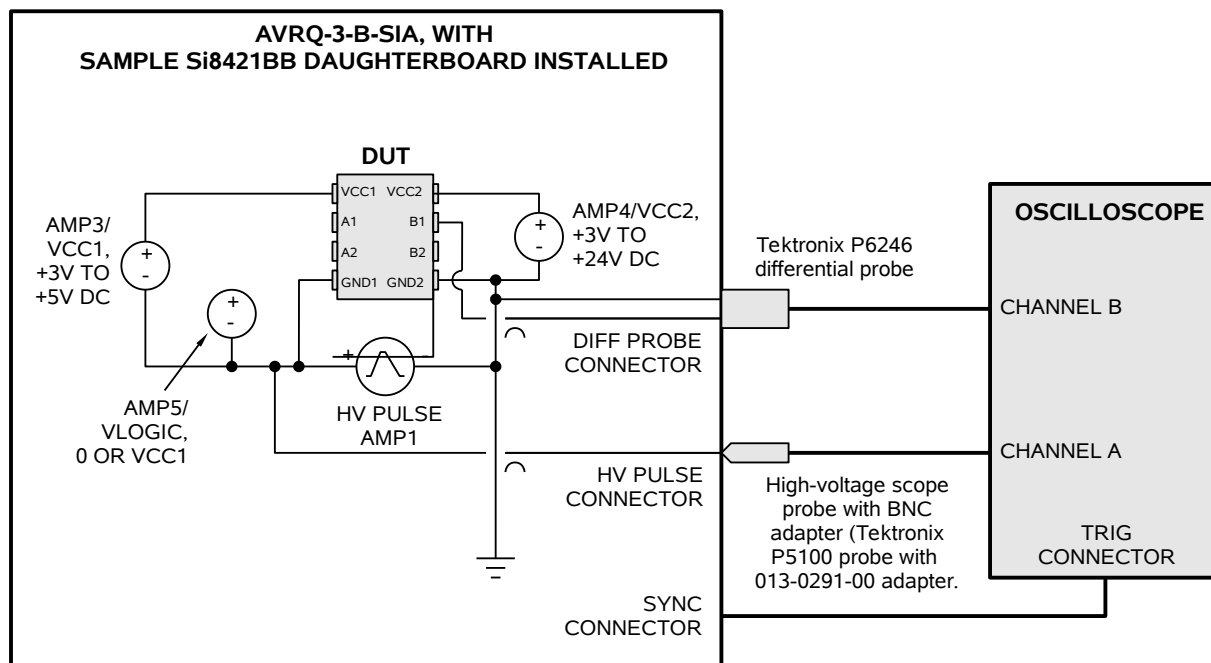 AVRQ-3-B-SIA, WITH
SAMPLE Si8421BB DAUGHTERBOARD INSTALLED
DUT
VCC1 VCC2
A1 B1
A2 B2
GND1 GND2
AMP3/
VCC1,
+3V TO
+5V DC
+
-
+
-
AMP4/VCC2,
+3V TO
+24V DC
+
-
AMP5/
VLOGIC,
0 OR VCC1
+ -
HV PULSE
AMP1
DIFF PROBE
CONNECTOR
HV PULSE
CONNECTOR
SYNC
CONNECTOR
Tektronix P6246
differential probe
High-voltage scope
probe with BNC
adapter (Tektronix
P5100 probe with
013-0291-00 adapter.
OSCILLOSCOPE
CHANNEL B
CHANNEL A
TRIG
CONNECTOR